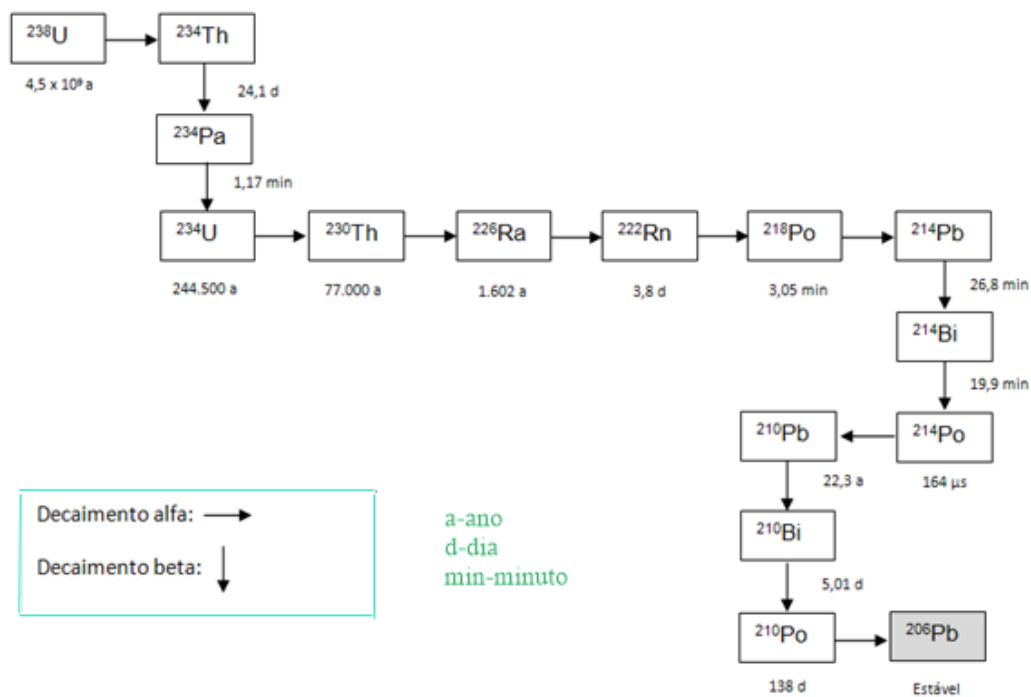 ²³⁸U ²³⁴Th
4,5 x 10⁹ a
24,1 d
²³⁴Pa
1,17 min
²³⁴U ²³⁰Th ²²⁶Ra ²²²Rn ²¹⁸Po ²¹⁴Pb
244.500 a 77.000 a 1.602 a 3,8 d 3,05 min 26,8 min
²¹⁴Bi
19,9 min
²¹⁰Pb ²¹⁴Po
22,3 a 164 µs
Decaimento alfa:
Decaimento beta:
a-ano
d-dia
min-minuto
²¹⁰Bi
5,01 d
²¹⁰Po ²⁰⁶Pb
138 d Estável